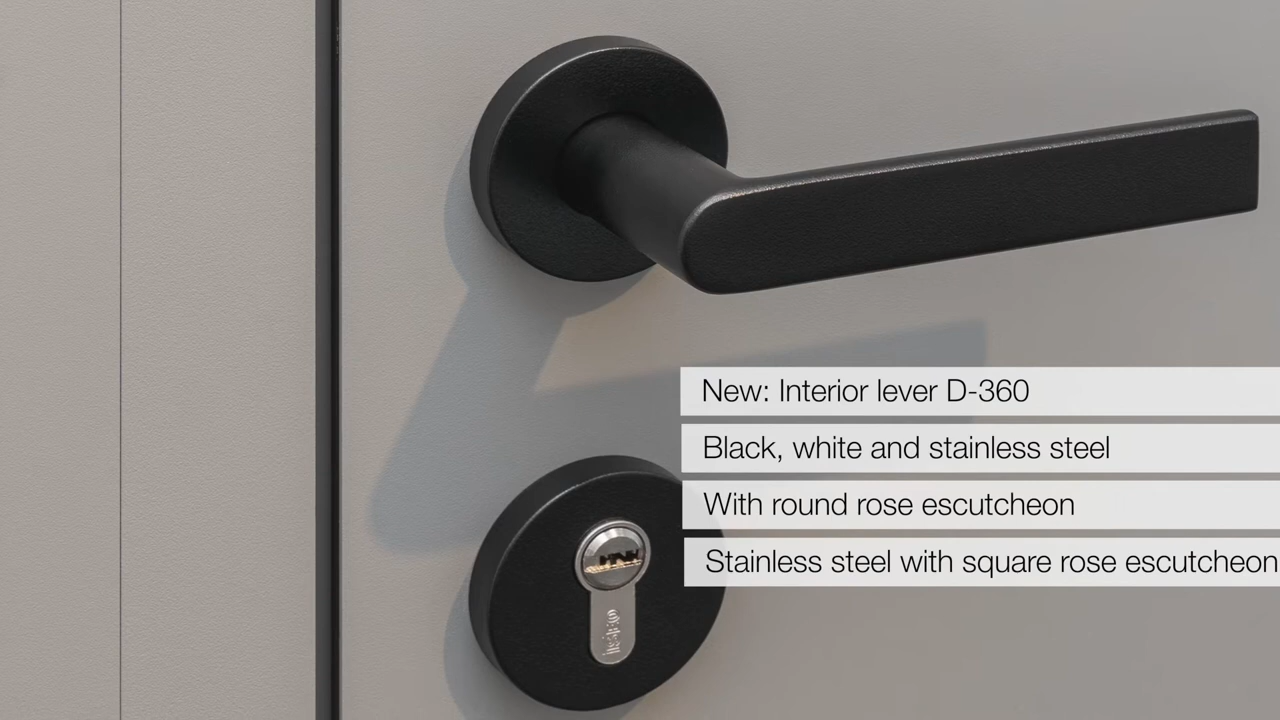 New: Interior lever D-360
Black, white and stainless steel
With round rose escutcheon
Stainless steel with square rose escutcheon